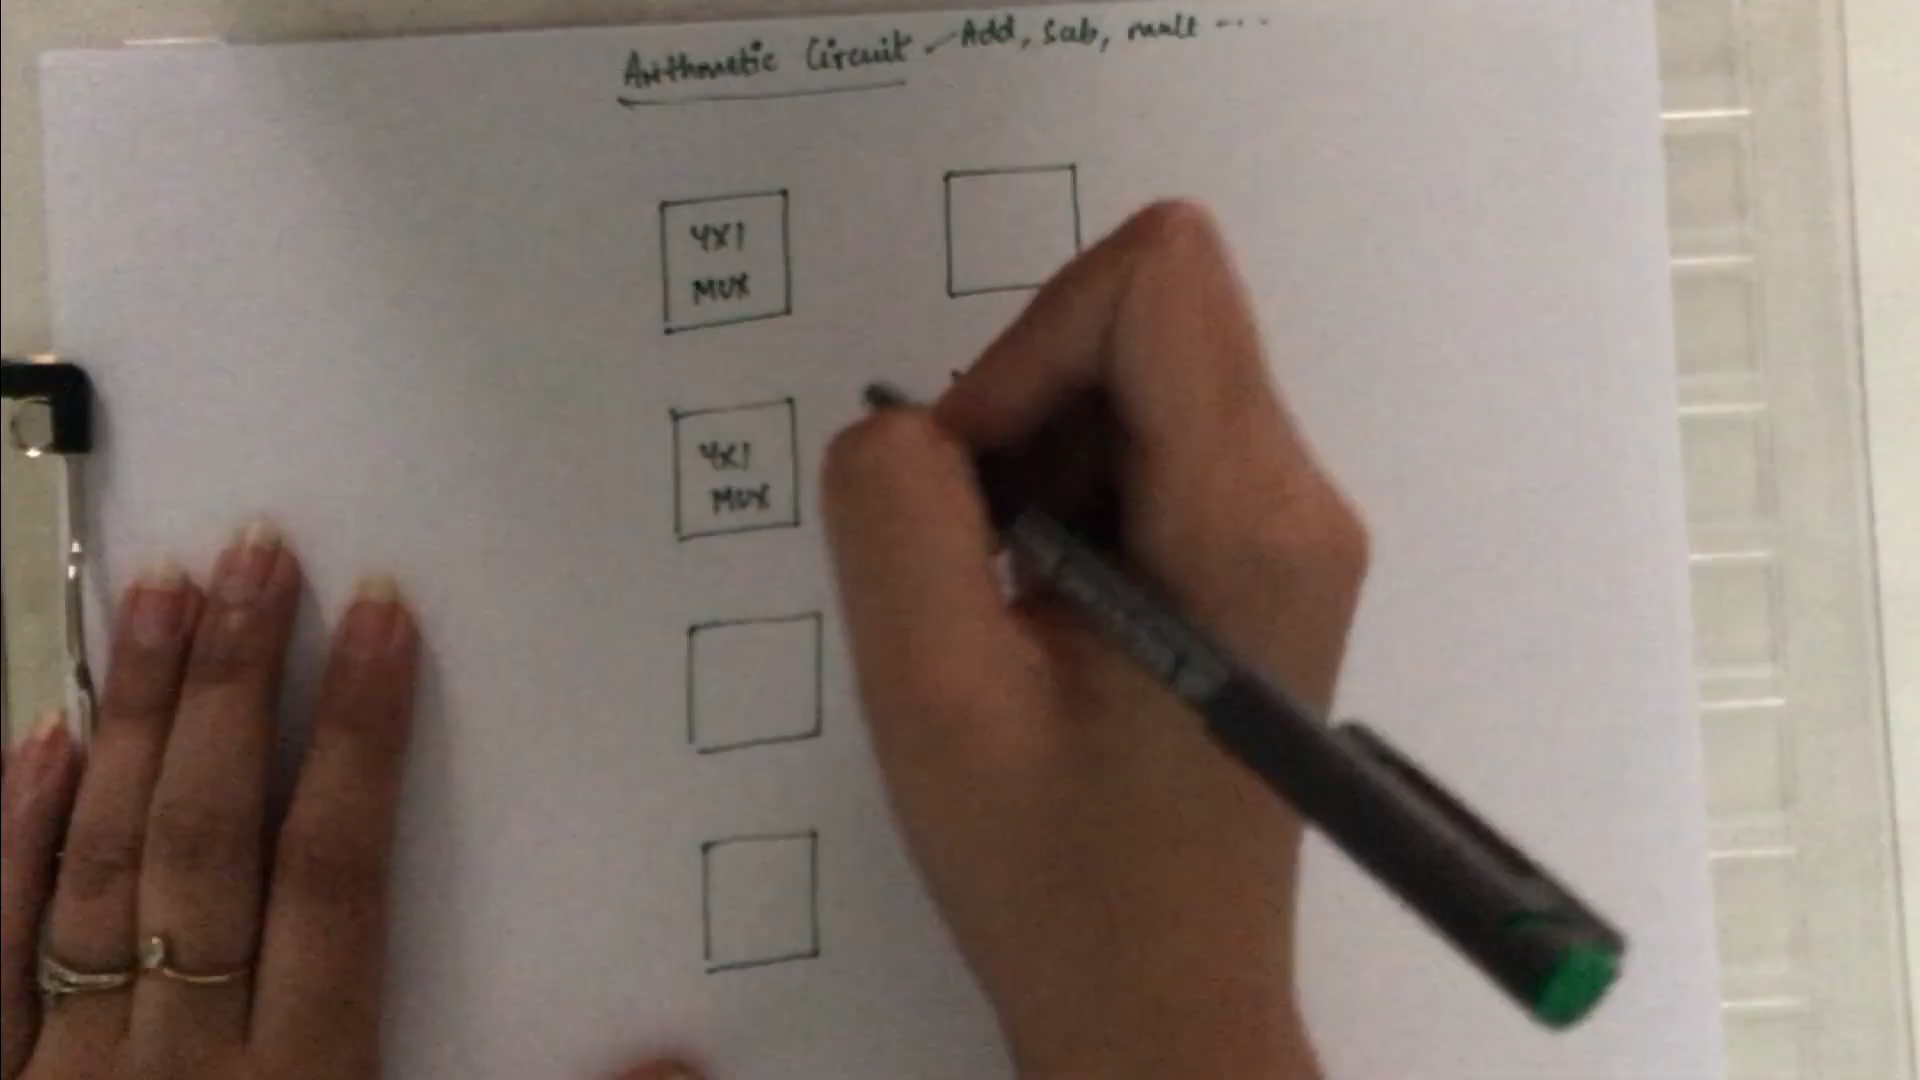 Arithmetic Circuit - Add, sub, mult ...
4X1
MUX
4X1
MUX